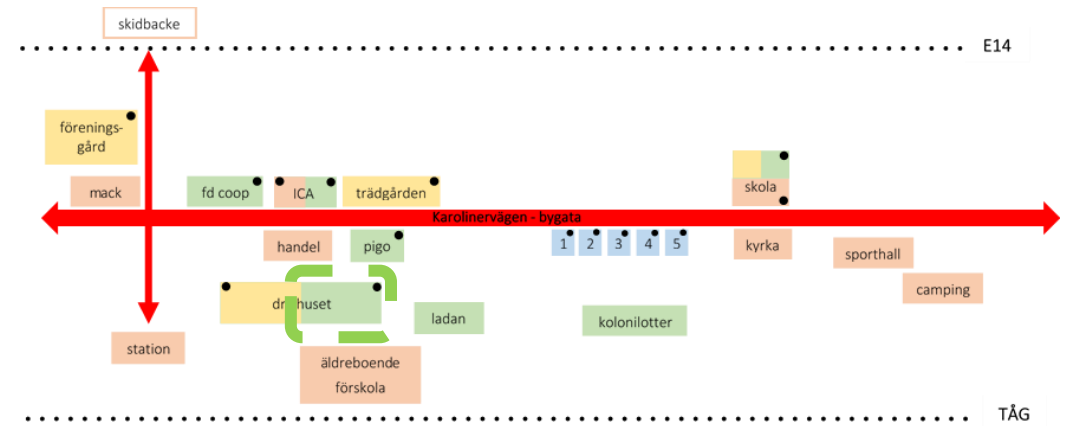 skidbacke
E14
förenings-
gård
mack
fd coop
ICA
trädgården
skola
Karolinervägen - bygata
handel
pigo
1
2
3
4
5
kyrka
sporthall
camping
huset
ladan
kolonilotter
station
äldreboende
förskola
TÅG